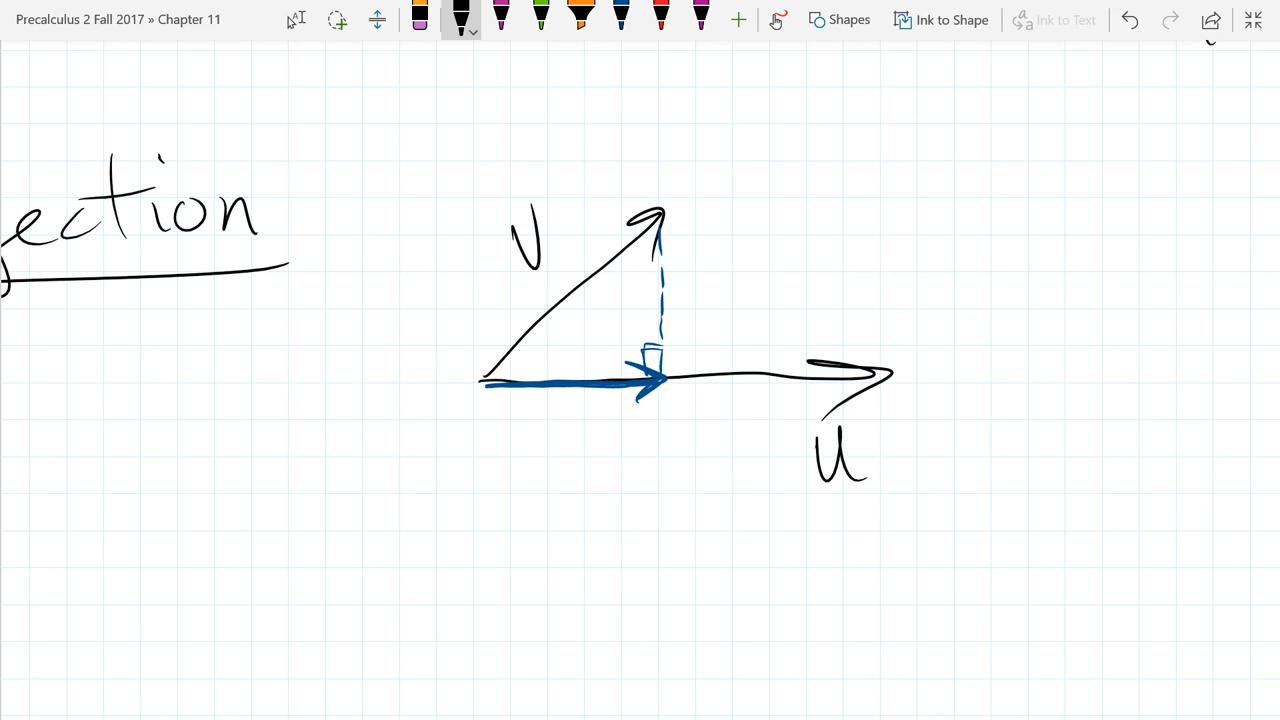 Precalculus 2 Fall 2017 » Chapter 11
Shapes
Ink to Shape
Ink to Text
ection
V
u